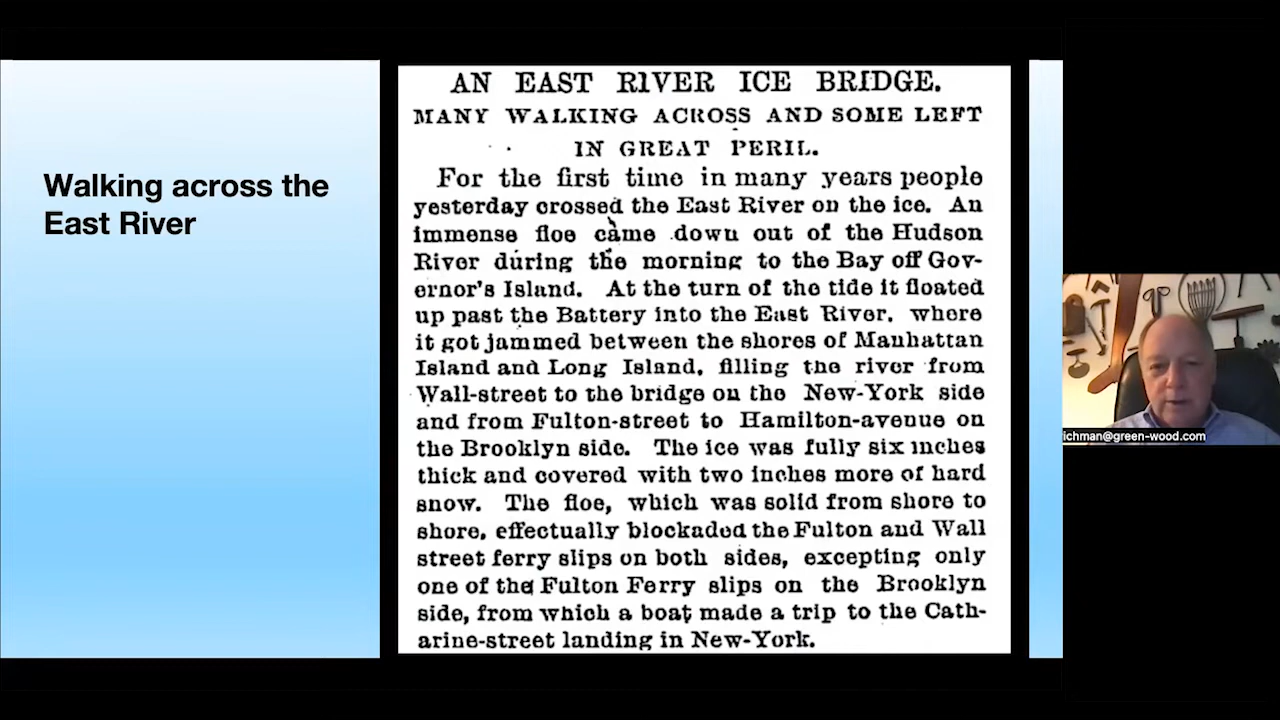 Walking across the
East River
AN EAST RIVER ICE BRIDGE.
MANY WALKING ACROSS AND SOME LEFT
IN GREAT PERIL.
For the first time in many years people
yesterday crossed the East River on the ice. An
immense floe came down out of the Hudson
River during the morning to the Bay off Gov-
ernor's Island. At the turn of the tide it floated
up past the Battery into the East River, where
it got jammed between the shores of Manhattan
Island and Long Island, filling the river from
Wall-street to the bridge on the New-York side
and from Fulton-street to Hamilton-avenue on
the Brooklyn side. The ice was fully six inches
thick and covered with two inches more of hard
snow. The floe, which was solid from shore to
shore, effectually blockaded the Fulton and Wall
street ferry slips on both sides, excepting only
one of the Fulton Ferry slips on the Brooklyn
side, from which a boat made a trip to the Cath-
arine-street landing in New-York.
ichman@green-wood.com